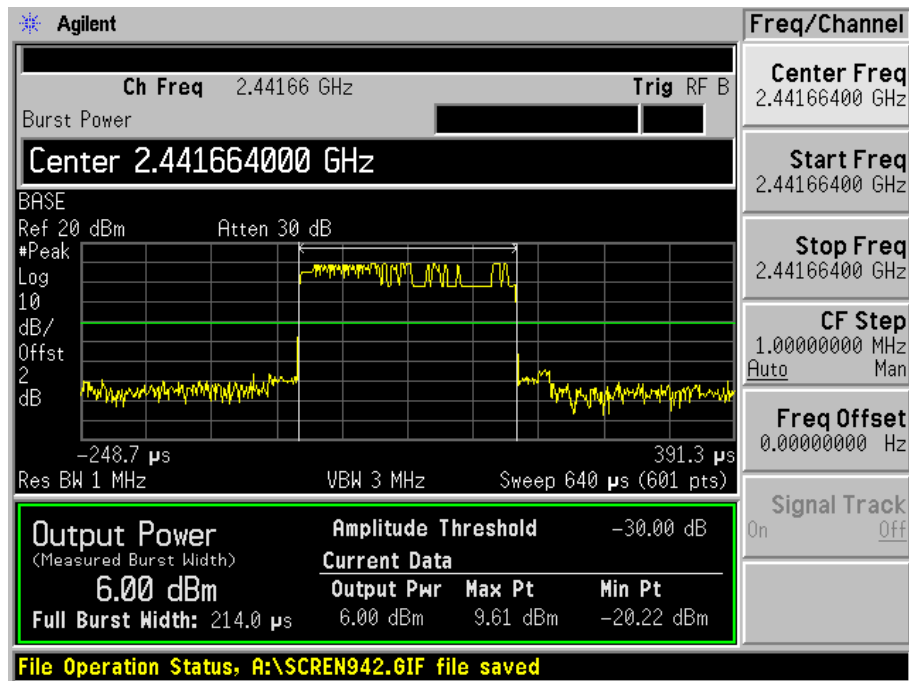 Agilent
Freq/Channel
Ch Freq 2.44166 GHz Trig RF B
Burst Power
Center 2.441664000 GHz
BASE
Ref 20 dBm Atten 30 dB
#Peak
Log
10
dB/
Offst
2
dB
-248.7 µs 391.3 µs
Res BW 1 MHz VBW 3 MHz Sweep 640 µs (601 pts)
Output Power
(Measured Burst Width)
6.00 dBm
Full Burst Width: 214.0 µs
Amplitude Threshold -30.00 dB
Current Data
Output Pwr Max Pt Min Pt
6.00 dBm 9.61 dBm -20.22 dBm
File Operation Status, A:\SCREN942.GIF file saved
Center Freq
2.44166400 GHz
Start Freq
2.44166400 GHz
Stop Freq
2.44166400 GHz
CF Step
1.00000000 MHz
Auto Man
Freq Offset
0.00000000 Hz
Signal Track
On Off